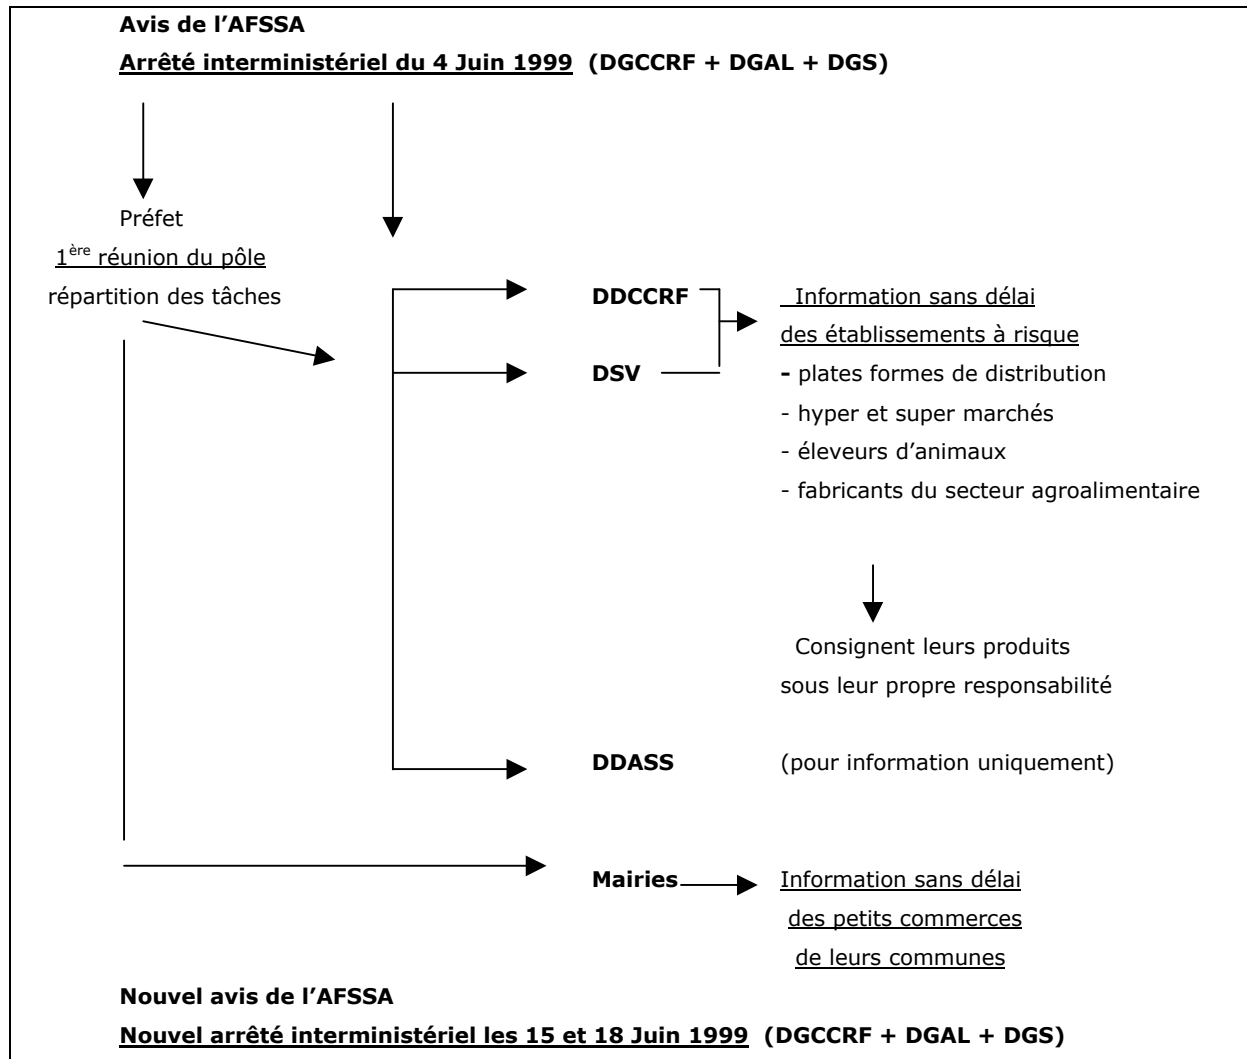 Avis de l’AFSSA
Arrêté interministériel du 4 Juin 1999 (DGCCRF + DGAL + DGS)
Préfet
1ère réunion du pôle
répartition des tâches
DDCCRF
DSV
Information sans délai
des établissements à risque
- plates formes de distribution
- hyper et super marchés
- éleveurs d’animaux
- fabricants du secteur agroalimentaire
Consignent leurs produits
sous leur propre responsabilité
DDASS (pour information uniquement)
Mairies
Information sans délai
des petits commerces
de leurs communes
Nouvel avis de l’AFSSA
Nouvel arrêté interministériel les 15 et 18 Juin 1999 (DGCCRF + DGAL + DGS)